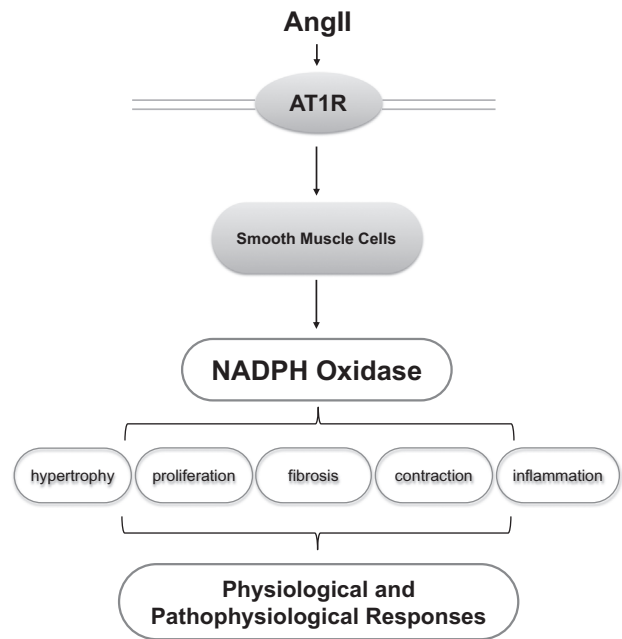 AngII
AT1R
Smooth Muscle Cells
NADPH Oxidase
hypertrophy
proliferation
fibrosis
contraction
inflammation
Physiological and
Pathophysiological Responses